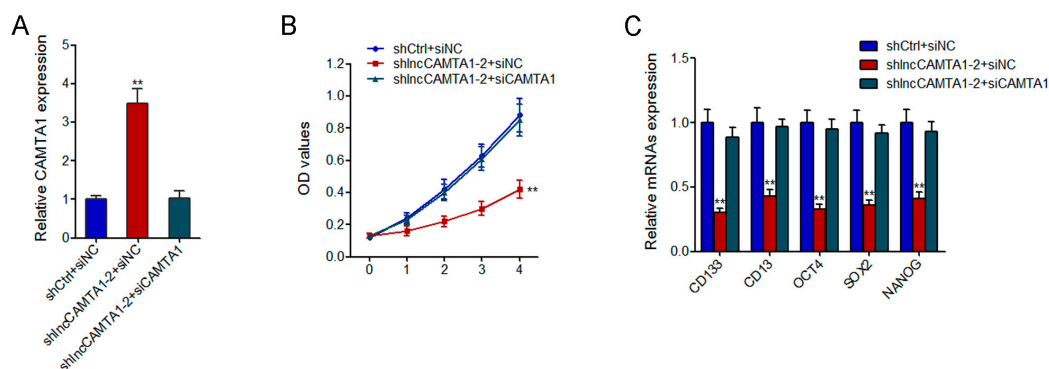 A
Relative CAMTA1 expression
5
4
3
2
1
0
**
shCtrl+siNC
shlncCAMTA1-2+siNC
shlncCAMTA1-2+siCAMTA1
B
shCtrl+siNC
shlncCAMTA1-2+siNC
shlncCAMTA1-2+siCAMTA1
OD values
1.2
1.0
0.8
0.6
0.4
0.2
0.0
**
0 1 2 3 4
C
shCtrl+siNC
shlncCAMTA1-2+siNC
shlncCAMTA1-2+siCAMTA1
Relative mRNAs expression
1.5
1.0
0.5
0.0
** ** ** ** **
CD133
CD13
OCT4
SOX2
NANOG